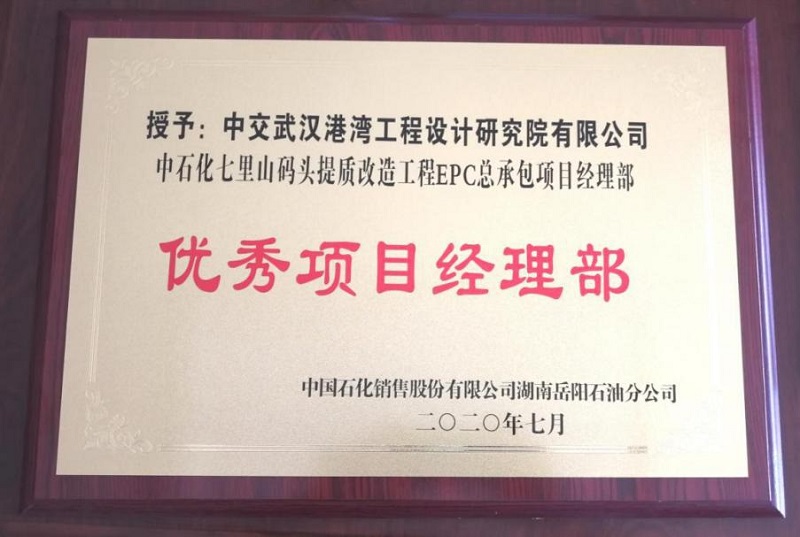 授予：中交武汉港湾工程设计研究院有限公司
中石化七里山码头提质改造工程EPC总承包项目经理部
优秀项目经理部
中国石化销售股份有限公司湖南岳阳石油分公司
二〇二〇年七月